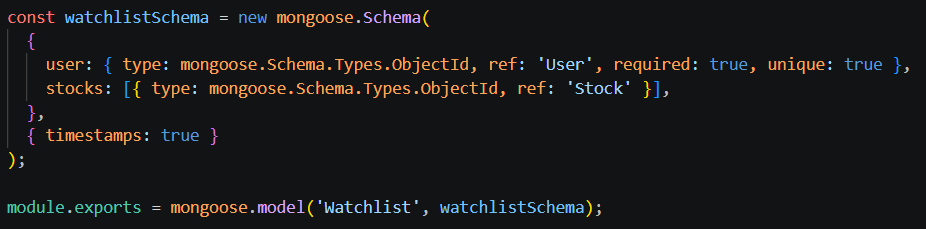 const watchlistSchema = new mongoose.Schema(
  {
    user: { type: mongoose.Schema.Types.ObjectId, ref: 'User', required: true, unique: true },
    stocks: [{ type: mongoose.Schema.Types.ObjectId, ref: 'Stock' }],
  },
  { timestamps: true }
);
module.exports = mongoose.model('Watchlist', watchlistSchema);